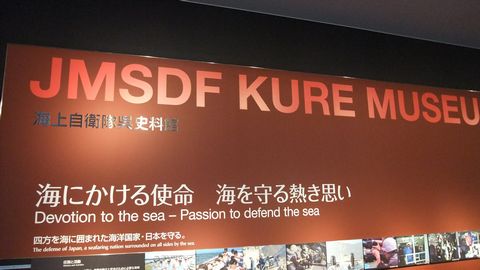 JMSDF KURE MUSEU
海上自衛隊呉史料館
海にかける使命 海を守る熱き思い
Devotion to the sea – Passion to defend the sea
四方を海に囲まれた海洋国家・日本を守る。
The defense of Japan, a seafaring nation surrounded on all sides by the sea.